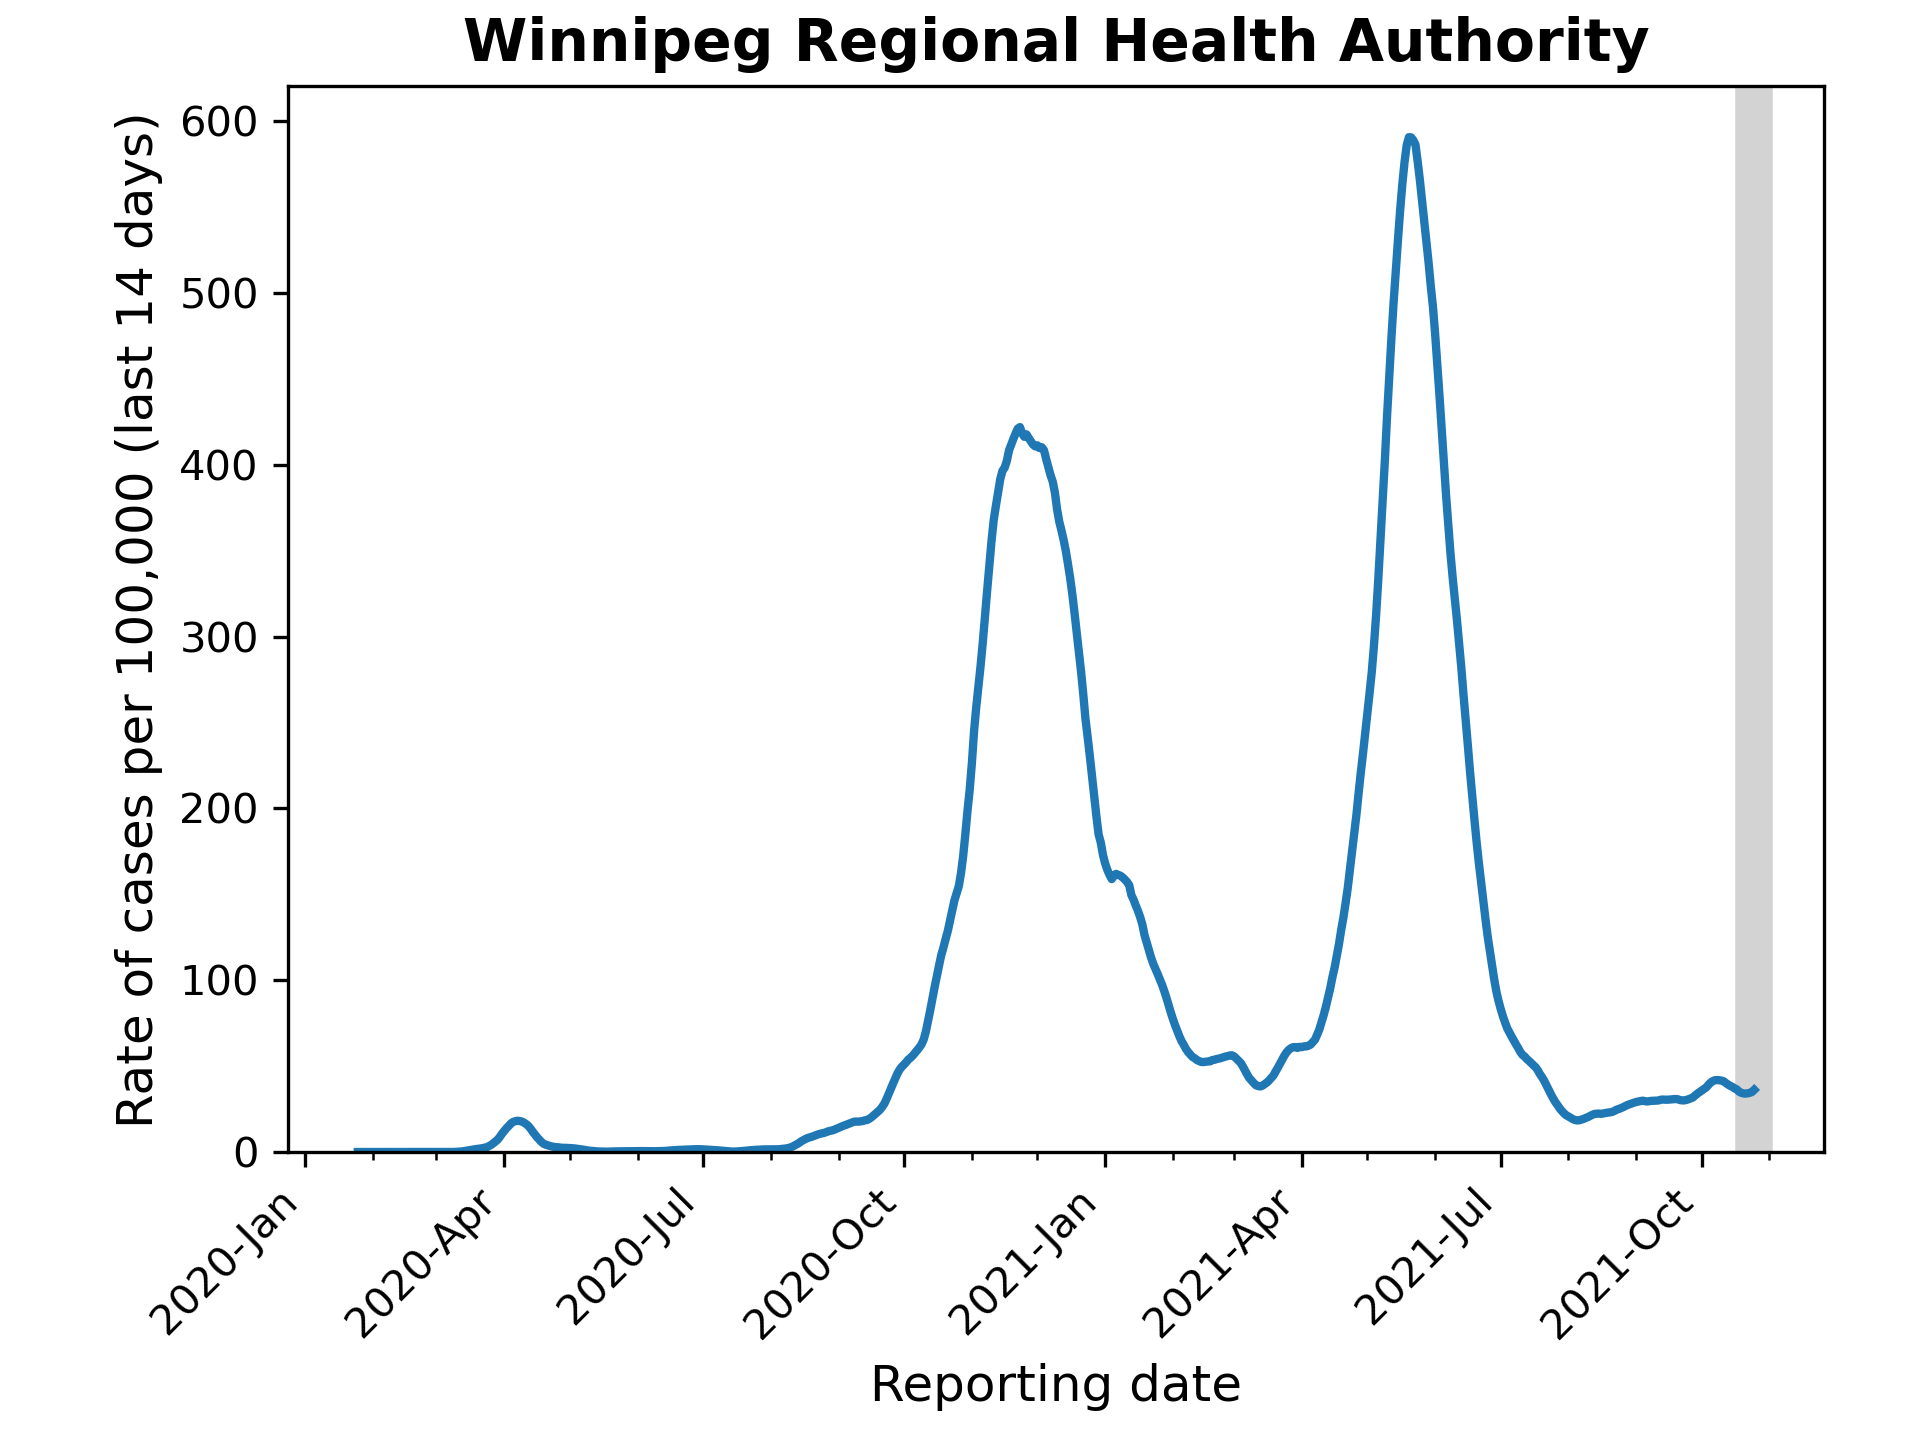 Winnipeg Regional Health Authority
Rate of cases per 100,000 (last 14 days)
600
500
400
300
200
100
0
2020-Jan
2020-Apr
2020-Jul
2020-Oct
2021-Jan
2021-Apr
2021-Jul
2021-Oct
Reporting date